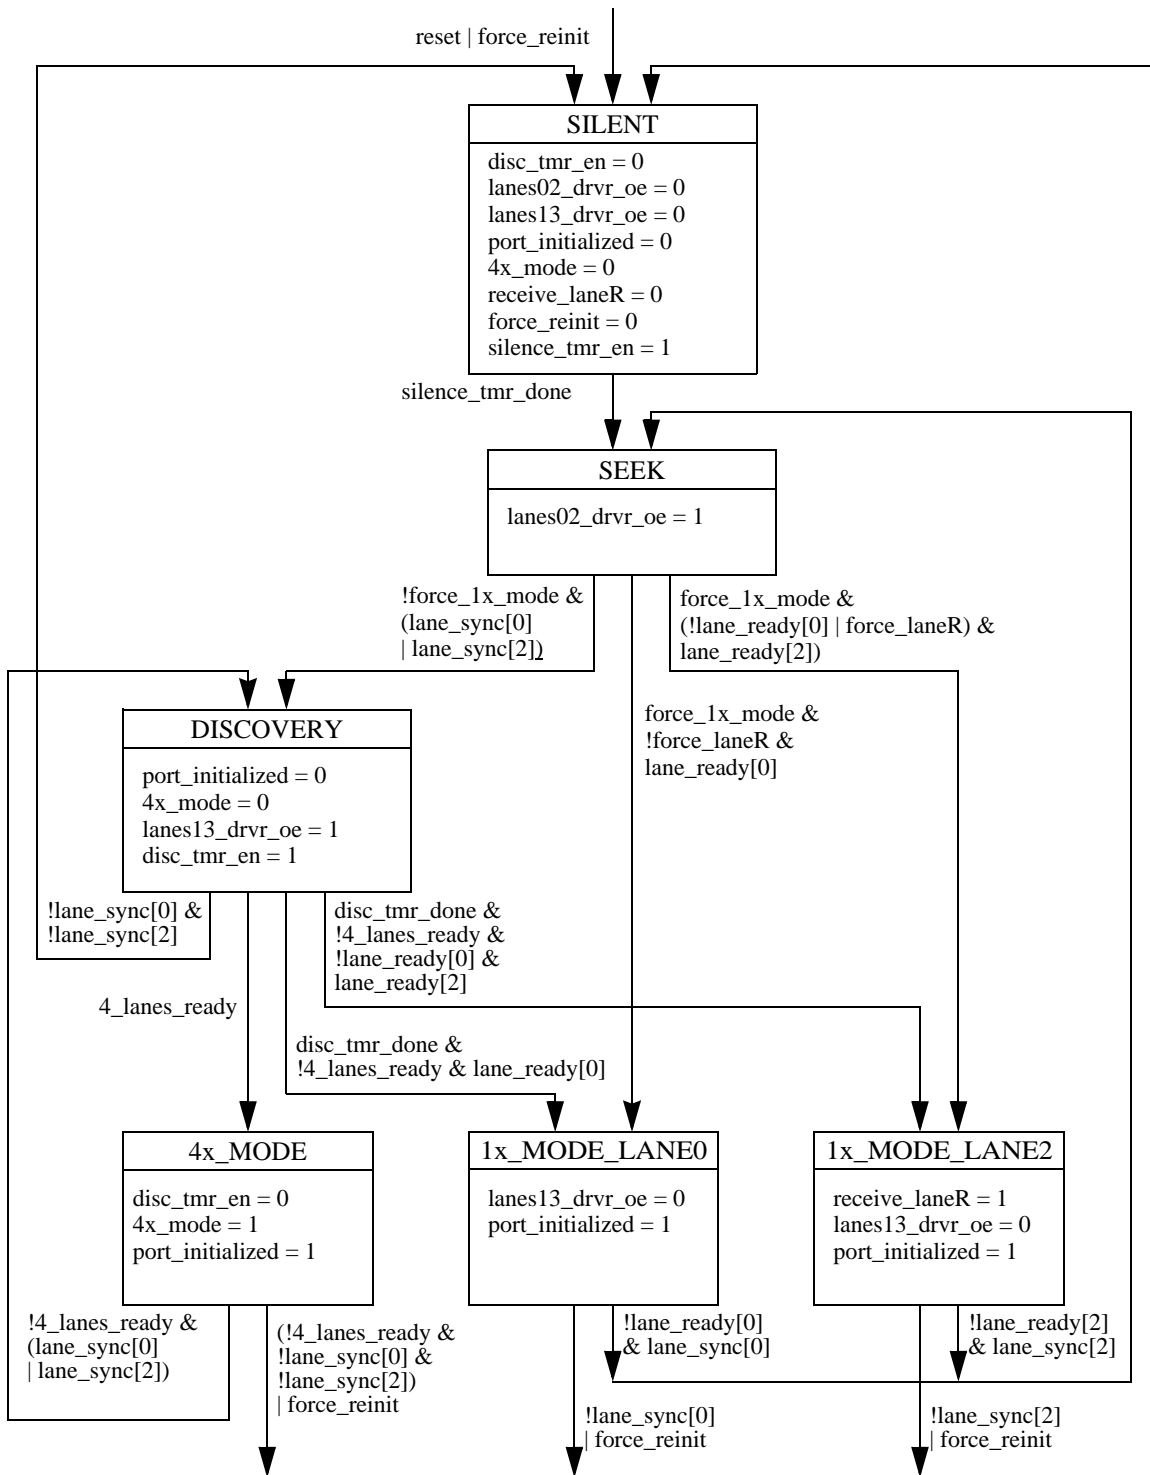 reset | force_reinit
SILENT
disc_tmr_en = 0
lanes02_drvr_oe = 0
lanes13_drvr_oe = 0
port_initialized = 0
4x_mode = 0
receive_laneR = 0
force_reinit = 0
silence_tmr_en = 1
silence_tmr_done
SEEK
lanes02_drvr_oe = 1
!force_1x_mode &
(lane_sync[0]
| lane_sync[2])
force_1x_mode &
(!lane_ready[0] | force_laneR) &
lane_ready[2])
force_1x_mode &
!force_laneR &
lane_ready[0]
DISCOVERY
port_initialized = 0
4x_mode = 0
lanes13_drvr_oe = 1
disc_tmr_en = 1
!lane_sync[0] &
!lane_sync[2]
disc_tmr_done &
!4_lanes_ready &
!lane_ready[0] &
lane_ready[2]
4_lanes_ready
disc_tmr_done &
!4_lanes_ready & lane_ready[0]
4x_MODE
disc_tmr_en = 0
4x_mode = 1
port_initialized = 1
1x_MODE_LANE0
lanes13_drvr_oe = 0
port_initialized = 1
1x_MODE_LANE2
receive_laneR = 1
lanes13_drvr_oe = 0
port_initialized = 1
!4_lanes_ready &
(lane_sync[0]
| lane_sync[2])
(!4_lanes_ready &
!lane_sync[0] &
!lane_sync[2])
| force_reinit
!lane_ready[0]
& lane_sync[0]
!lane_ready[2]
& lane_sync[2]
!lane_sync[0]
| force_reinit
!lane_sync[2]
| force_reinit